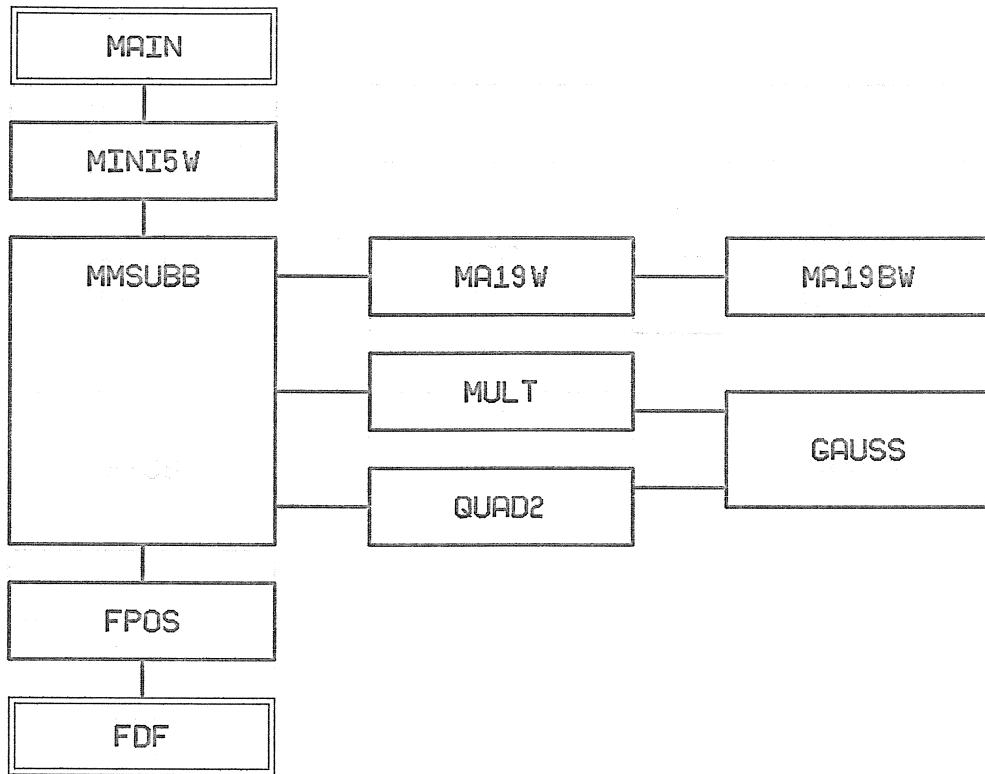 MAIN
MINI5W
MMSUBB
MA19W
MA19BW
MULT
GAUSS
QUAD2
FPOS
FDF